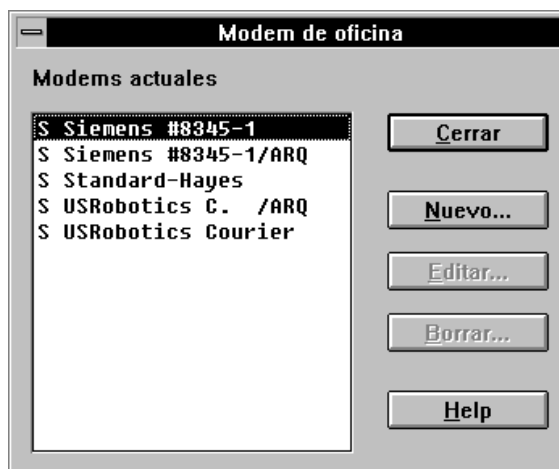 Modem de oficina
Modems actuales
S Siemens #8345-1
S Siemens #8345-1/ARQ
S Standard-Hayes
S USRobotics C.  /ARQ
S USRobotics Courier
Cerrar
Nuevo...
Editar...
Borrar...
Help